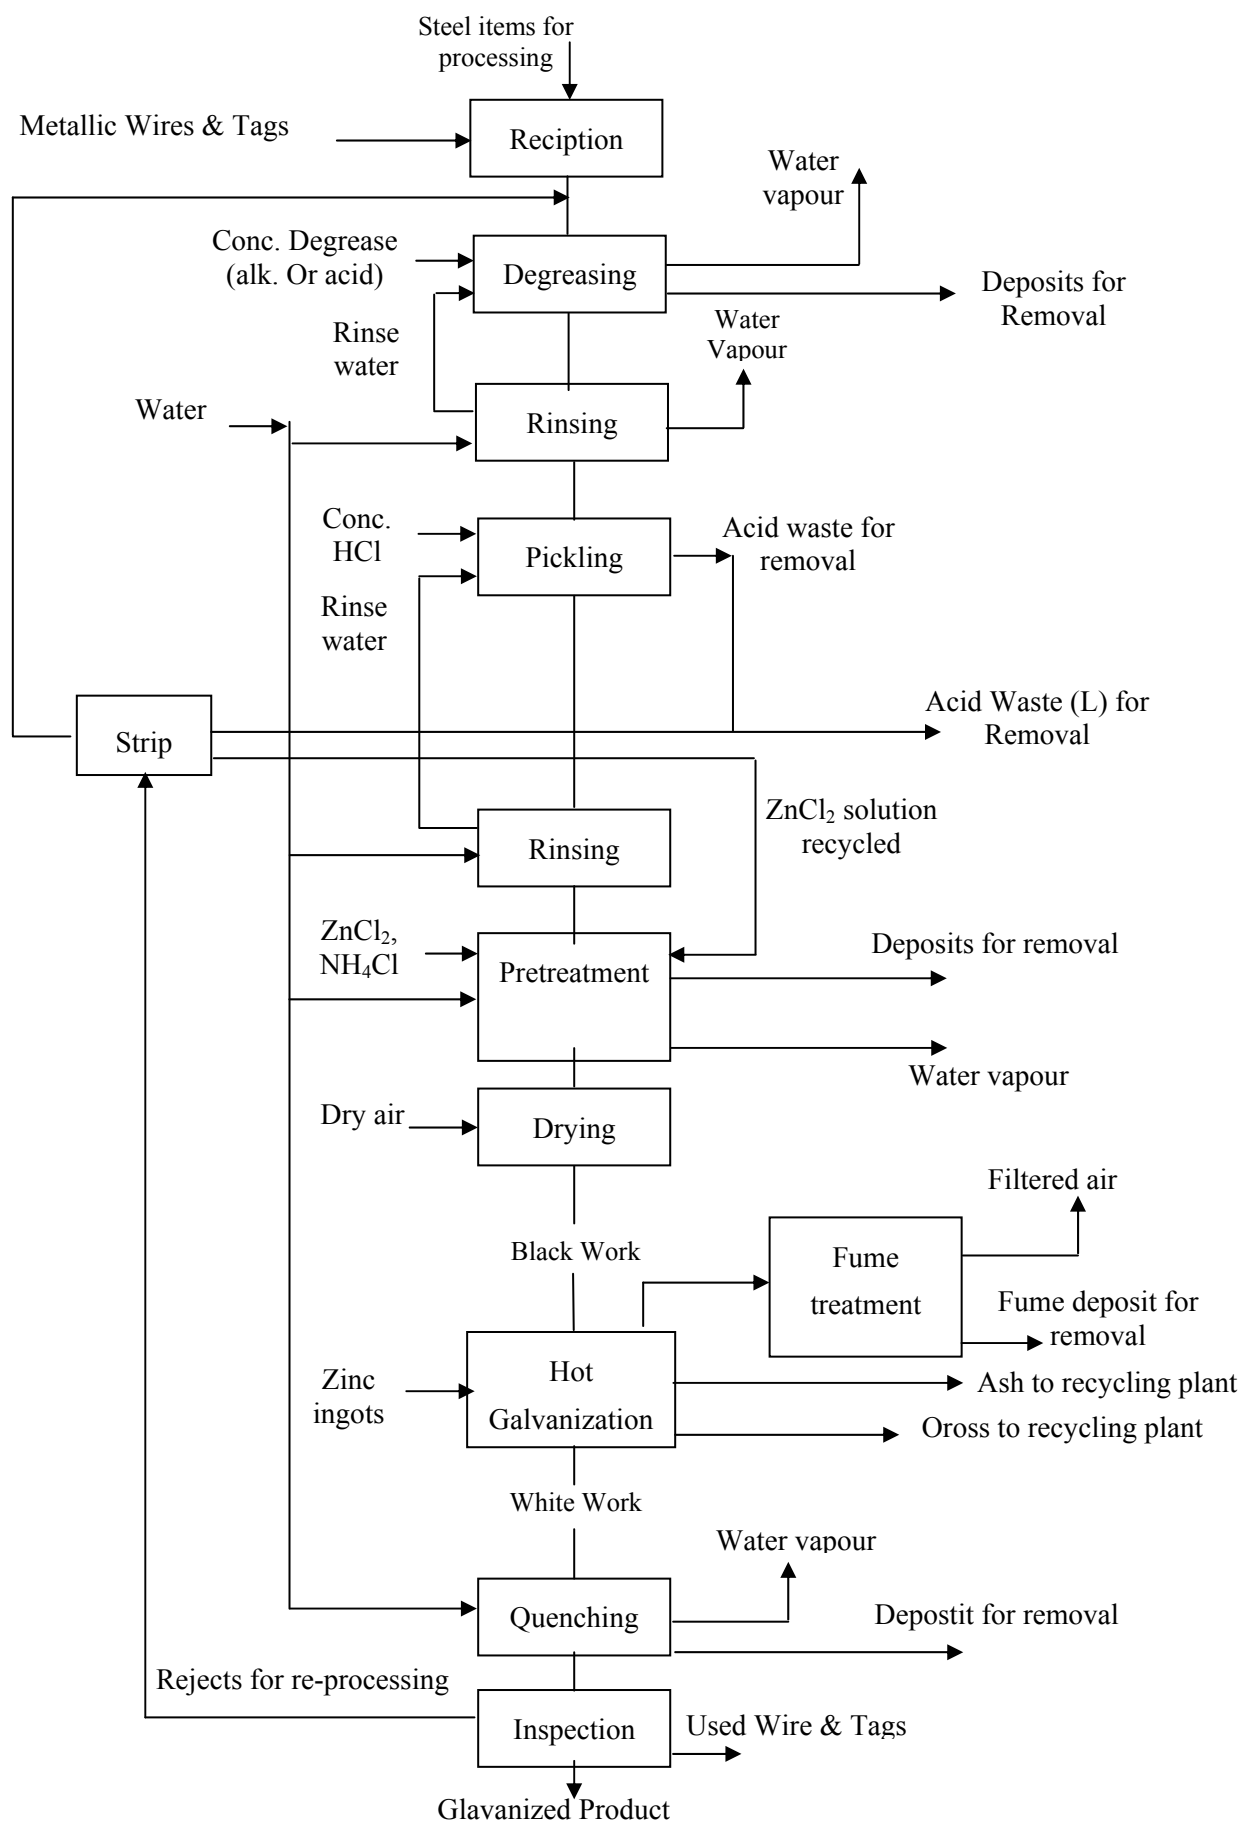 Steel items for
processing
Metallic Wires & Tags
Reciption
Water
vapour
Conc. Degrease
(alk. Or acid)
Degreasing
Deposits for
Removal
Rinse
water
Water
Vapour
Water
Rinsing
Conc.
HCl
Pickling
Acid waste for
removal
Rinse
water
Strip
Acid Waste (L) for
Removal
ZnCl₂ solution
recycled
Rinsing
ZnCl₂,
NH₄Cl
Pretreatment
Deposits for removal
Water vapour
Dry air
Drying
Filtered air
Black Work
Fume
treatment
Fume deposit for
removal
Zinc
ingots
Hot
Galvanization
Ash to recycling plant
Oross to recycling plant
White Work
Water vapour
Quenching
Depostit for removal
Rejects for re-processing
Inspection
Used Wire & Tags
Glavanized Product